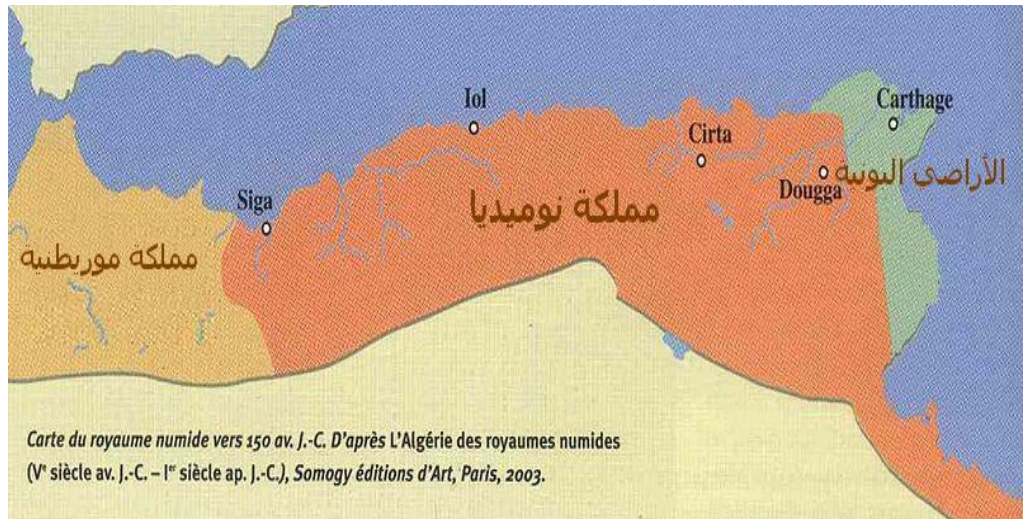 Iol
Carthage
Cirta
الأراضي البونية
Dougga
Siga
مملكة نوميديا
مملكة موريطنية
Carte du royaume numide vers 150 av. J.-C. D'après L'Algérie des royaumes numides
(Vᵉ siècle av. J.-C. – Iᵉʳ siècle ap. J.-C.), Somogy éditions d'Art, Paris, 2003.